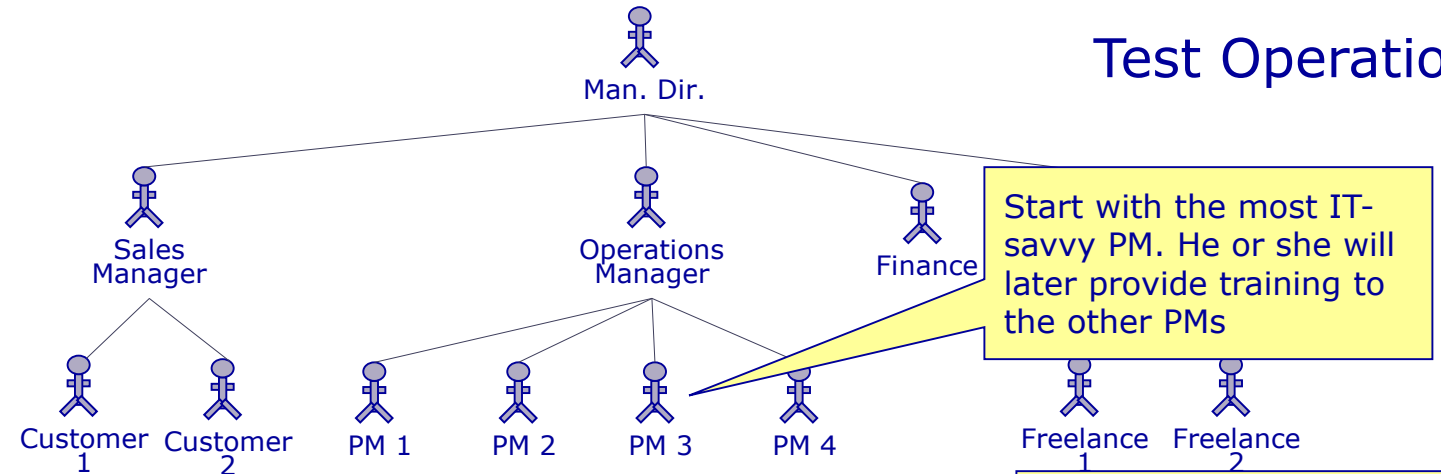 Test Operatio
Man. Dir.
Sales
Manager
Operations
Manager
Finance
Start with the most IT-
savvy PM. He or she will
later provide training to
the other PMs
Customer
1
Customer
2
PM 1
PM 2
PM 3
PM 4
Freelance
1
Freelance
2